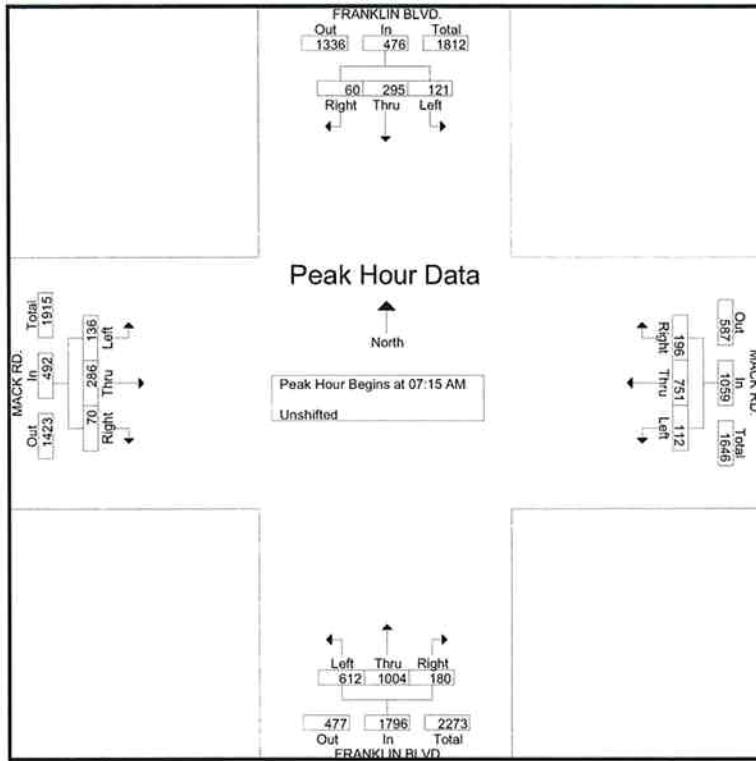 FRANKLIN BLVD.
Out In Total
1336 476 1812
60 295 121
Right Thru Left
Peak Hour Data
North
Peak Hour Begins at 07:15 AM
Unshifted
MACK RD.
Total In Out
1915 492 1423
136 286 70
Left Thru Right
MACK RD.
Out In Total
587 1059 1646
196 751 112
Right Thru Left
Left Thru Right
612 1004 180
477 1796 2273
Out In Total
FRANKLIN BLVD.